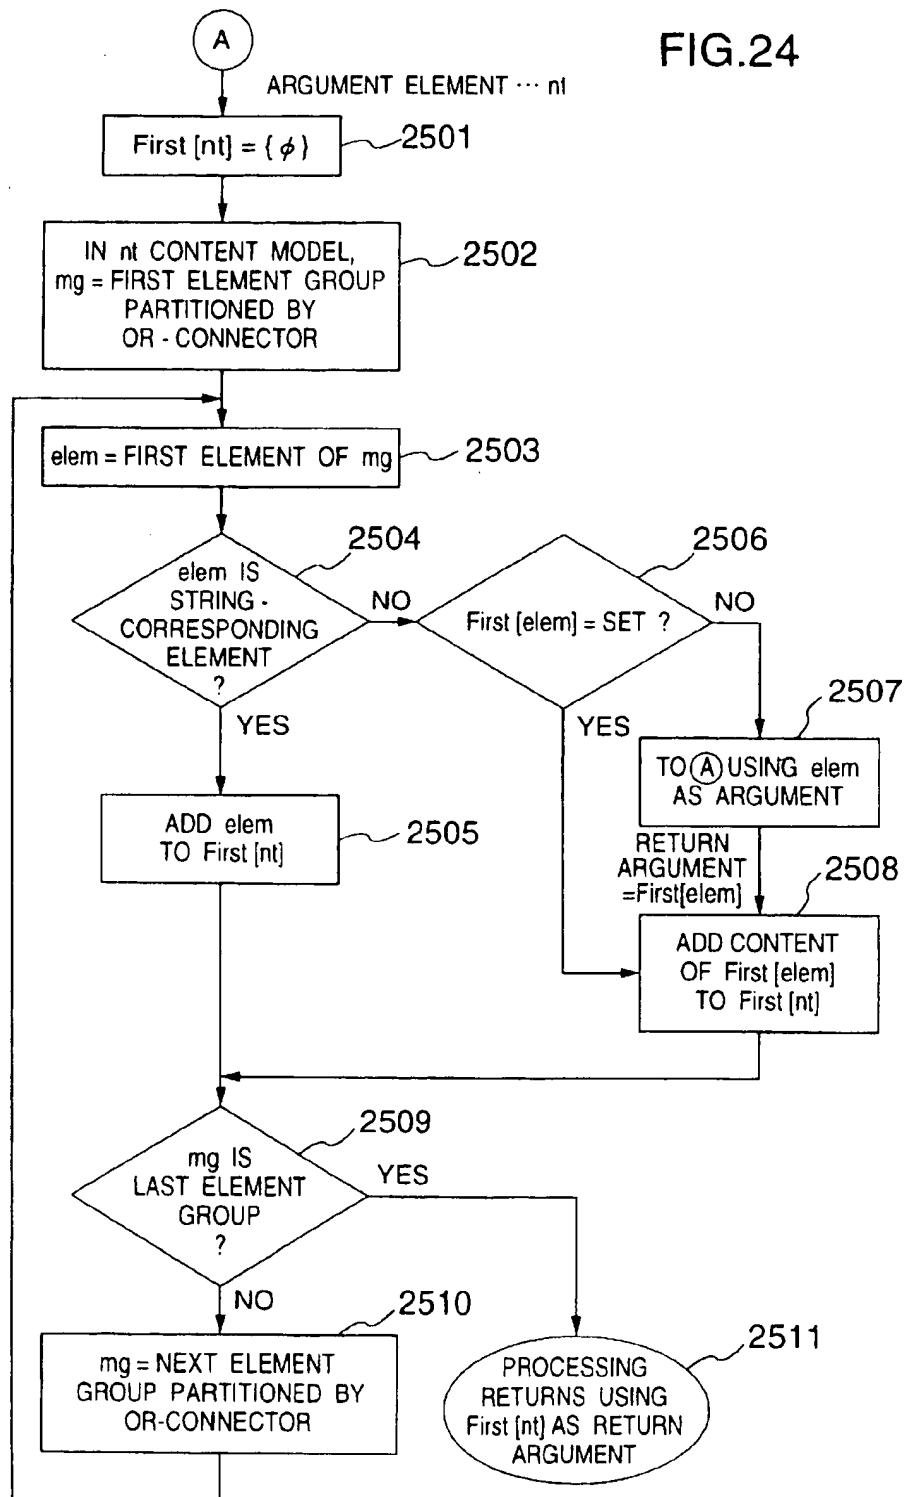 FIG.24
A
ARGUMENT ELEMENT ··· nt
First [nt] = { ϕ }
2501
IN nt CONTENT MODEL,
mg = FIRST ELEMENT GROUP
PARTITIONED BY
OR - CONNECTOR
2502
elem = FIRST ELEMENT OF mg
2503
2504
elem IS
STRING -
CORRESPONDING
ELEMENT
?
NO
YES
2506
First [elem] = SET ?
NO
YES
2507
TO A USING elem
AS ARGUMENT
ADD elem
TO First [nt]
2505
RETURN
ARGUMENT
=First[elem]
2508
ADD CONTENT
OF First [elem]
TO First [nt]
2509
mg IS
LAST ELEMENT
GROUP
?
YES
NO
2510
mg = NEXT ELEMENT
GROUP PARTITIONED BY
OR-CONNECTOR
2511
PROCESSING
RETURNS USING
First [nt] AS RETURN
ARGUMENT